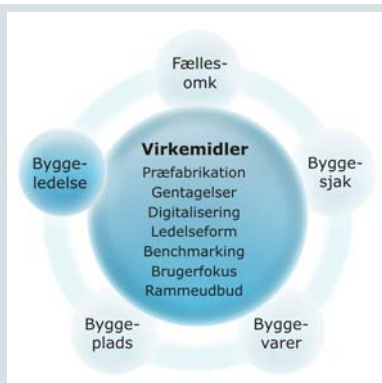 Fælles-
omk
Bygge-
ledelse
Virkemidler
Præfabrikation
Gentagelser
Digitalisering
Ledelseform
Benchmarking
Brugerfokus
Rammeudbud
Bygge-
sjak
Bygge-
plads
Bygge-
varer